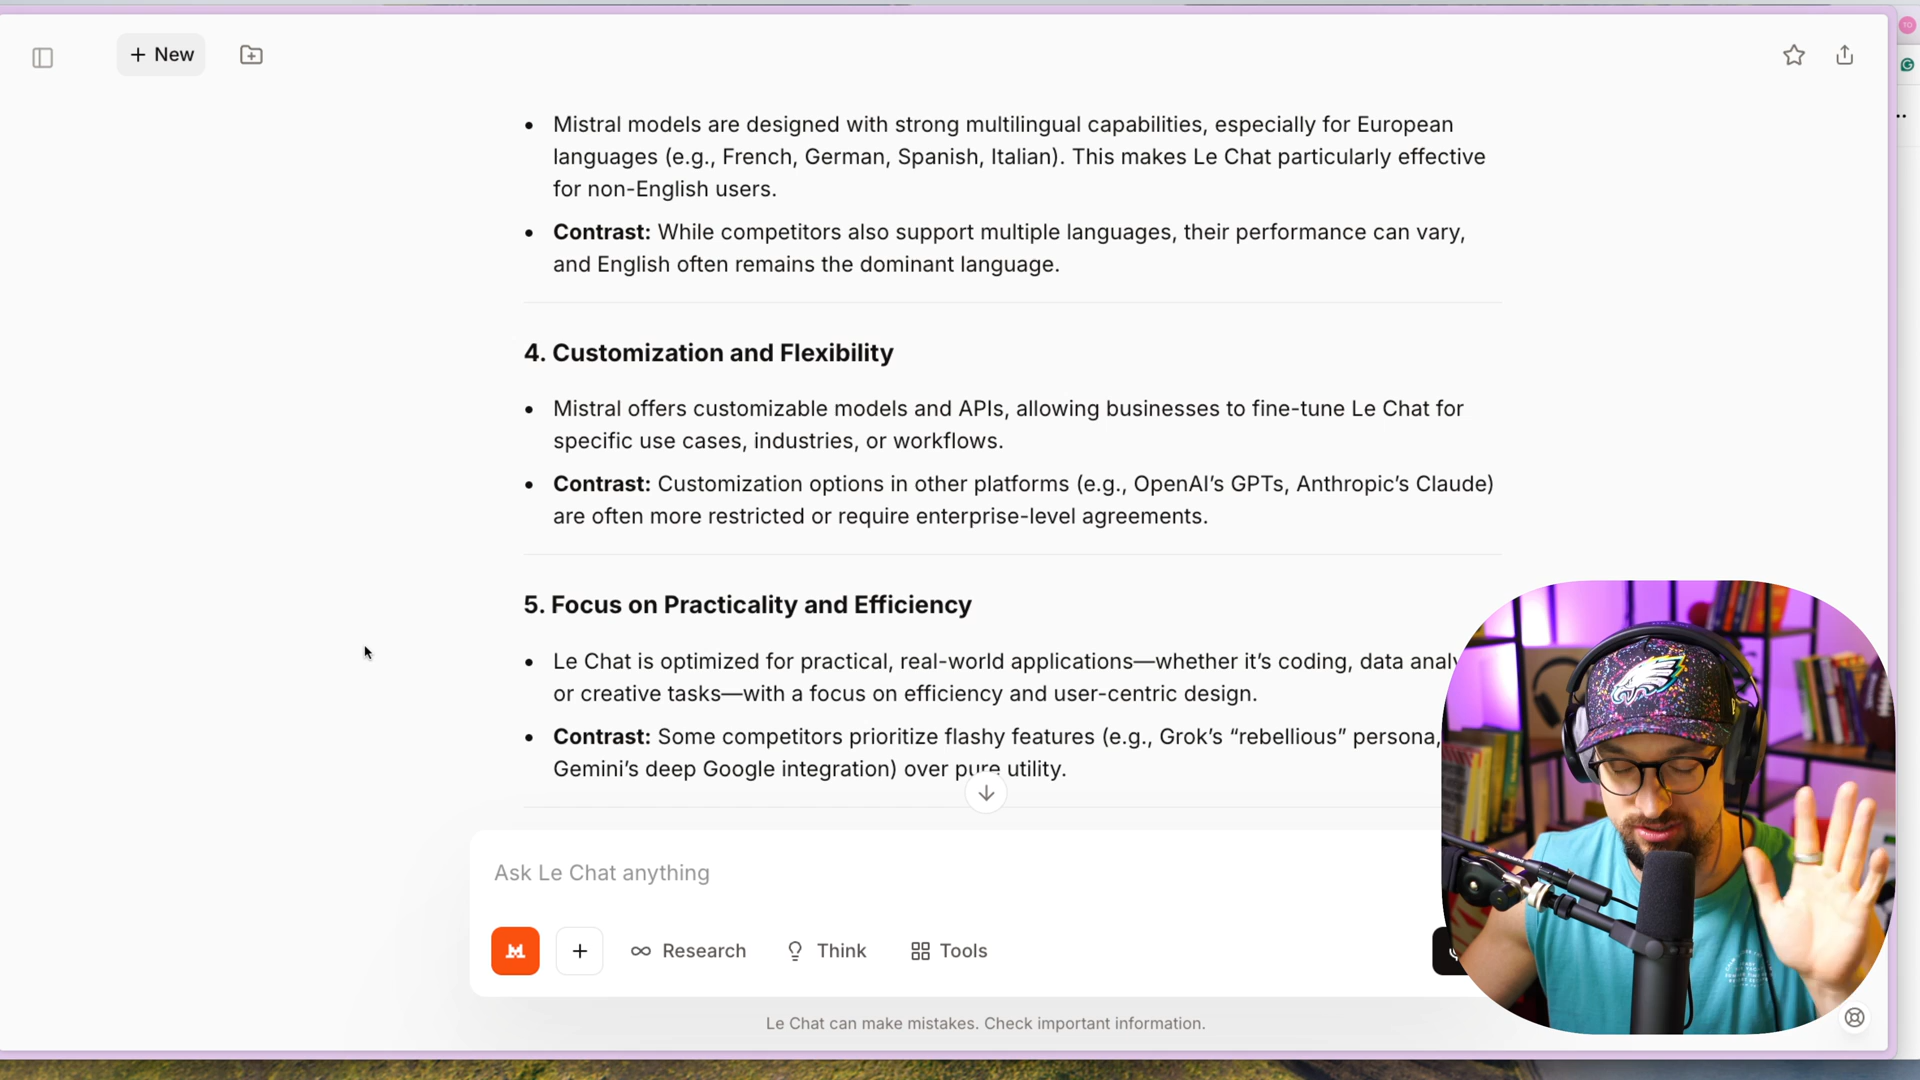 + New
Mistral models are designed with strong multilingual capabilities, especially for European
languages (e.g., French, German, Spanish, Italian). This makes Le Chat particularly effective
for non-English users.
Contrast: While competitors also support multiple languages, their performance can vary,
and English often remains the dominant language.
4. Customization and Flexibility
Mistral offers customizable models and APIs, allowing businesses to fine-tune Le Chat for
specific use cases, industries, or workflows.
Contrast: Customization options in other platforms (e.g., OpenAI’s GPTs, Anthropic’s Claude)
are often more restricted or require enterprise-level agreements.
5. Focus on Practicality and Efficiency
Le Chat is optimized for practical, real-world applications—whether it’s coding, data
or creative tasks—with a focus on efficiency and user-centric design.
Contrast: Some competitors prioritize flashy features (e.g., Grok’s “rebellious” persona,
Gemini’s deep Google integration) over pure utility.
Ask Le Chat anything
Research Think Tools
Le Chat can make mistakes. Check important information.